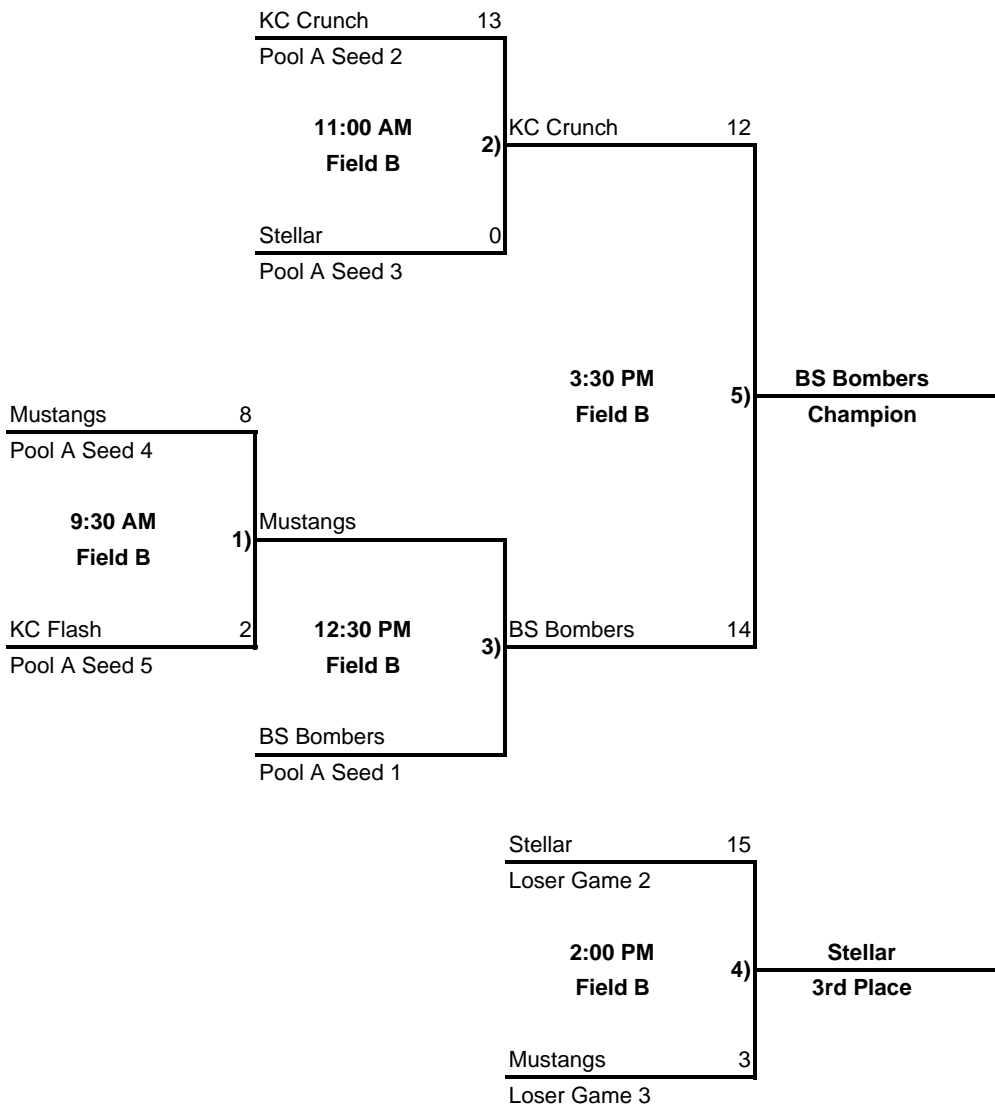 KC Crunch 13
Pool A Seed 2
11:00 AM
Field B
2)
KC Crunch 12
Stellar 0
Pool A Seed 3
3:30 PM
Field B
5)
BS Bombers
Champion
Mustangs 8
Pool A Seed 4
9:30 AM
Field B
1)
Mustangs
KC Flash 2
Pool A Seed 5
12:30 PM
Field B
3)
BS Bombers 14
BS Bombers
Pool A Seed 1
Stellar 15
Loser Game 2
2:00 PM
Field B
4)
Stellar
3rd Place
Mustangs 3
Loser Game 3